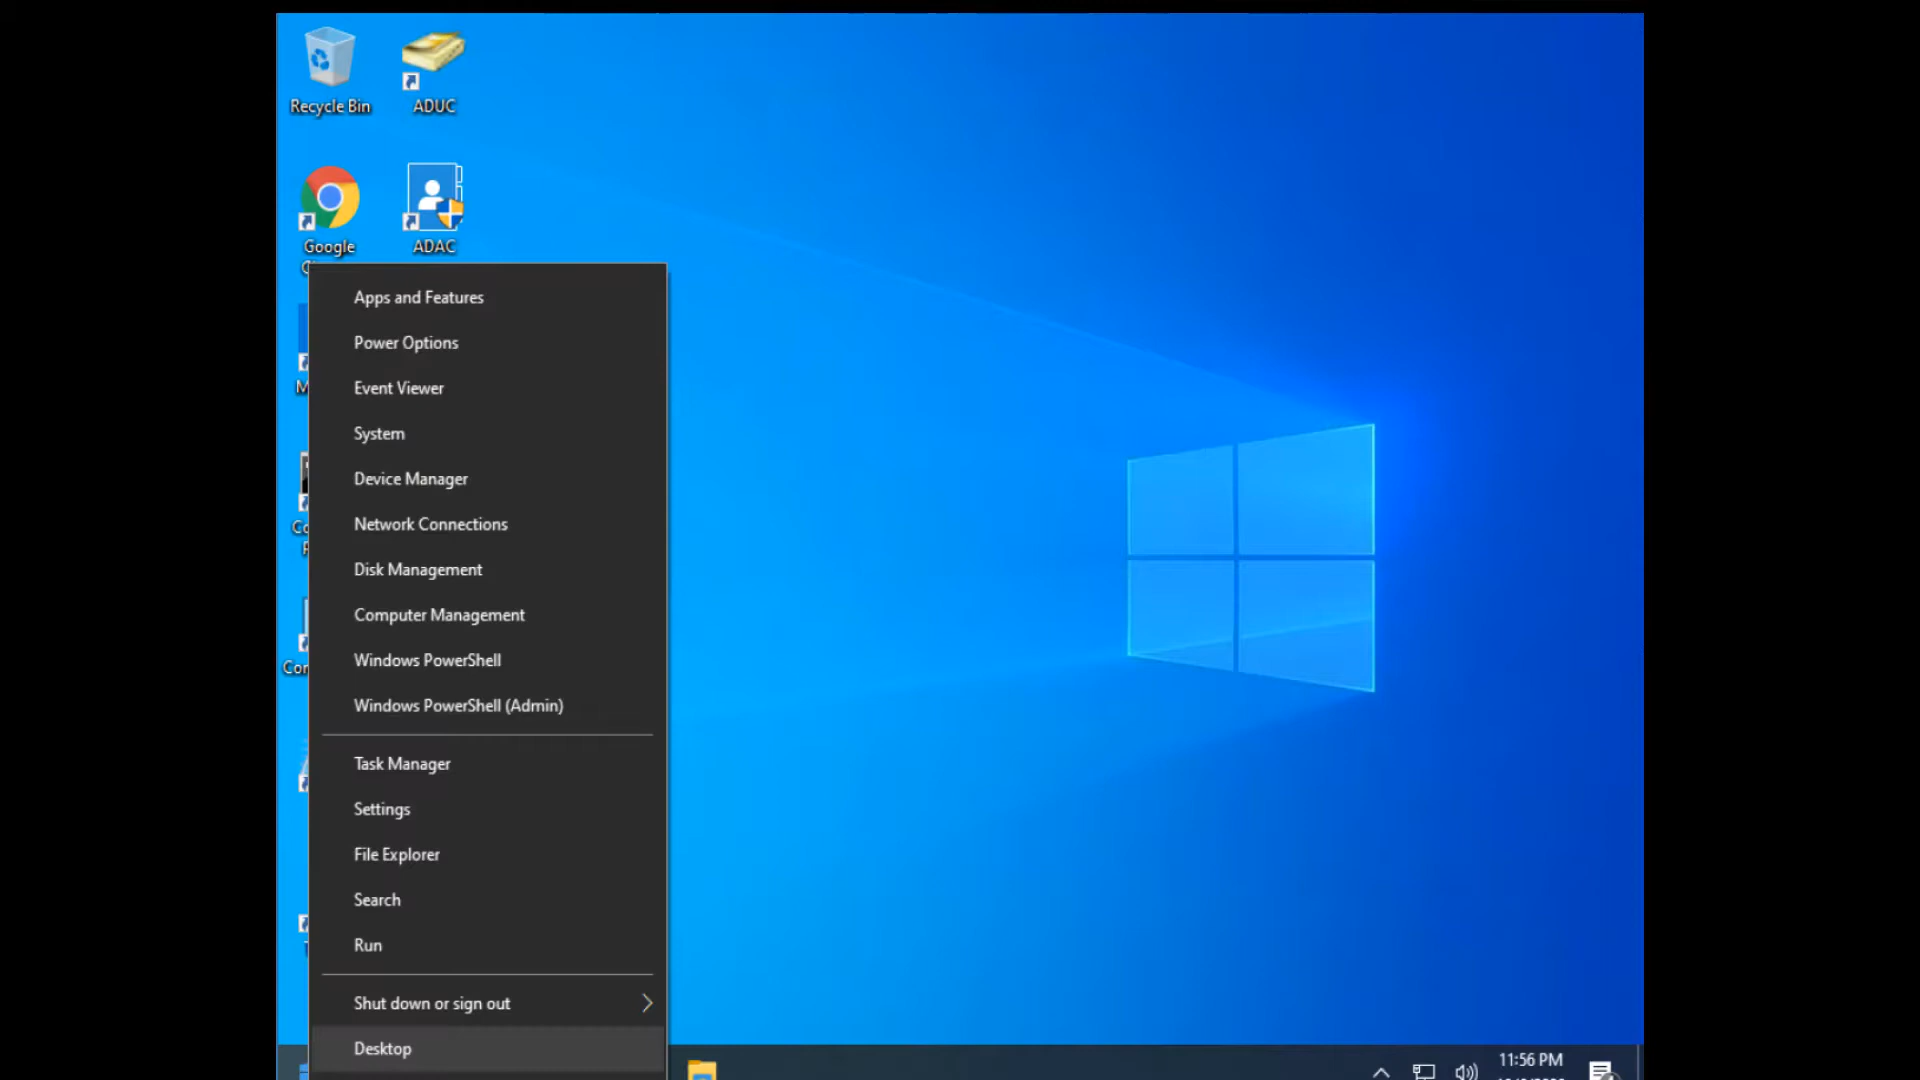 Recycle Bin
ADUC
Google
ADAC
Apps and Features
Power Options
Event Viewer
System
Device Manager
Network Connections
Disk Management
Computer Management
Windows PowerShell
Windows PowerShell (Admin)
Task Manager
Settings
File Explorer
Search
Run
Shut down or sign out
Desktop
11:56 PM